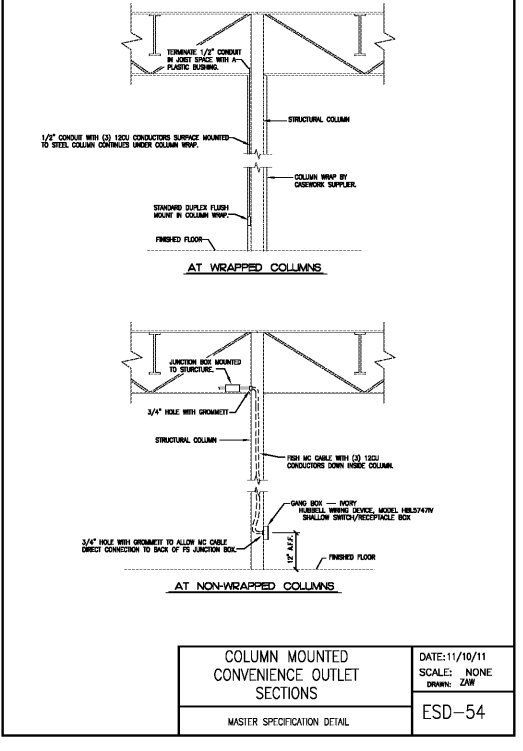 TERMINATE 1/2" CONDUIT
IN JOIST SPACE WITH A
PLASTIC BUSHING.
STRUCTURAL COLUMN
1/2" CONDUIT WITH (3) 12CU CONDUCTORS SURFACE MOUNTED
TO STEEL COLUMN CONTINUES UNDER COLUMN WRAP.
COLUMN WRAP BY
CASEWORK SUPPLIER.
STANDARD DUPLEX FLUSH
MOUNT IN COLUMN WRAP.
FINISHED FLOOR
AT WRAPPED COLUMNS
JUNCTION BOX MOUNTED
TO STURCTURE.
3/4" HOLE WITH GROMMETT
STRUCTURAL COLUMN
FISH MC CABLE WITH (3) 12CU
CONDUCTORS DOWN INSIDE COLUMN.
GANG BOX — IVORY
HUBBELL WIRING DEVICE, MODEL HBL5747IV
SHALLOW SWITCH/RECEPTACLE BOX
3/4" HOLE WITH GROMMETT TO ALLOW MC CABLE
DIRECT CONNECTION TO BACK OF FS JUNCTION BOX
12" A.F.F.
FINISHED FLOOR
AT NON-WRAPPED COLUMNS
COLUMN MOUNTED
CONVENIENCE OUTLET
SECTIONS
MASTER SPECIFICATION DETAIL
DATE:11/10/11
SCALE: NONE
DRAWN: ZAW
ESD-54